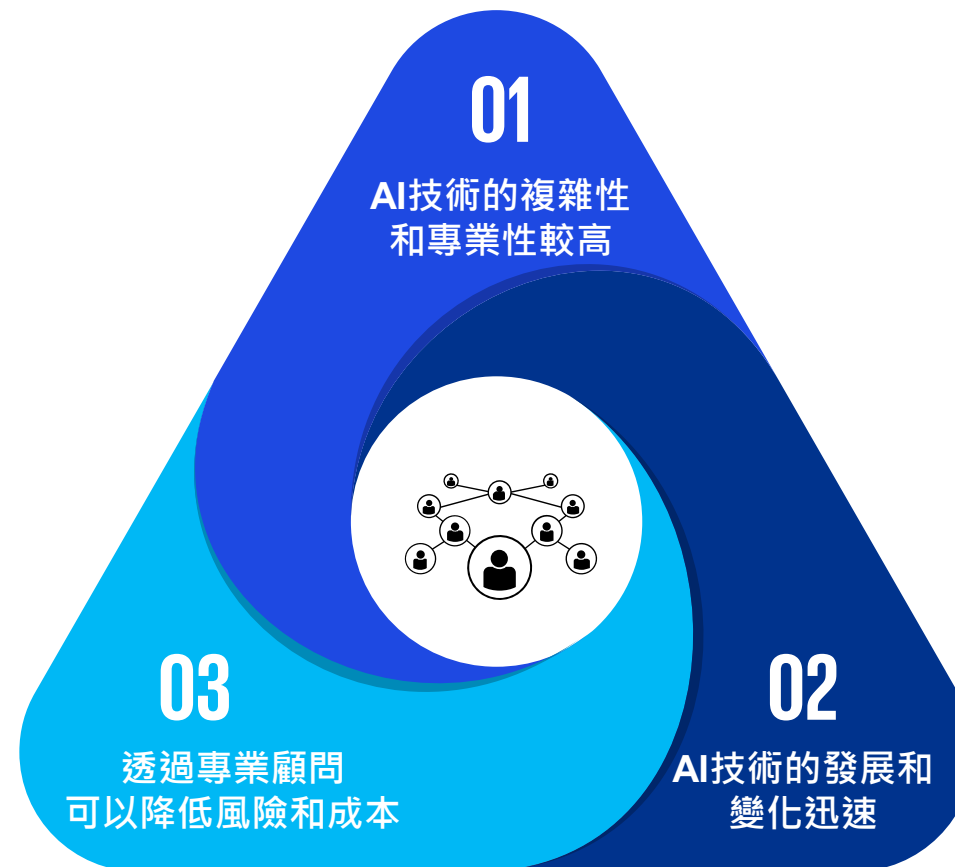 01
AI技術的複雜性
和專業性較高
02
AI技術的發展和
變化迅速
03
透過專業顧問
可以降低風險和成本